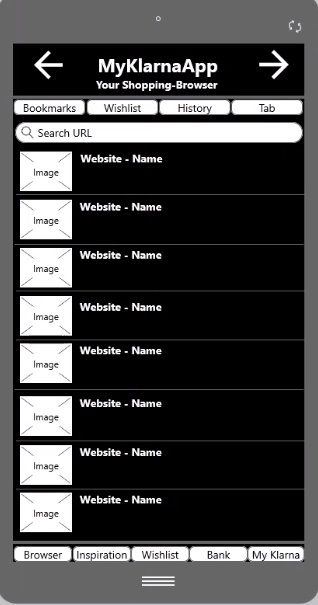 MyKlarnaApp
Your Shopping-Browser
Bookmarks Wishlist History Tab
Search URL
Website - Name
Image
Website - Name
Image
Website - Name
Image
Website - Name
Image
Website - Name
Image
Website - Name
Image
Website - Name
Image
Website - Name
Image
Browser Inspiration Wishlist Bank My Klarna